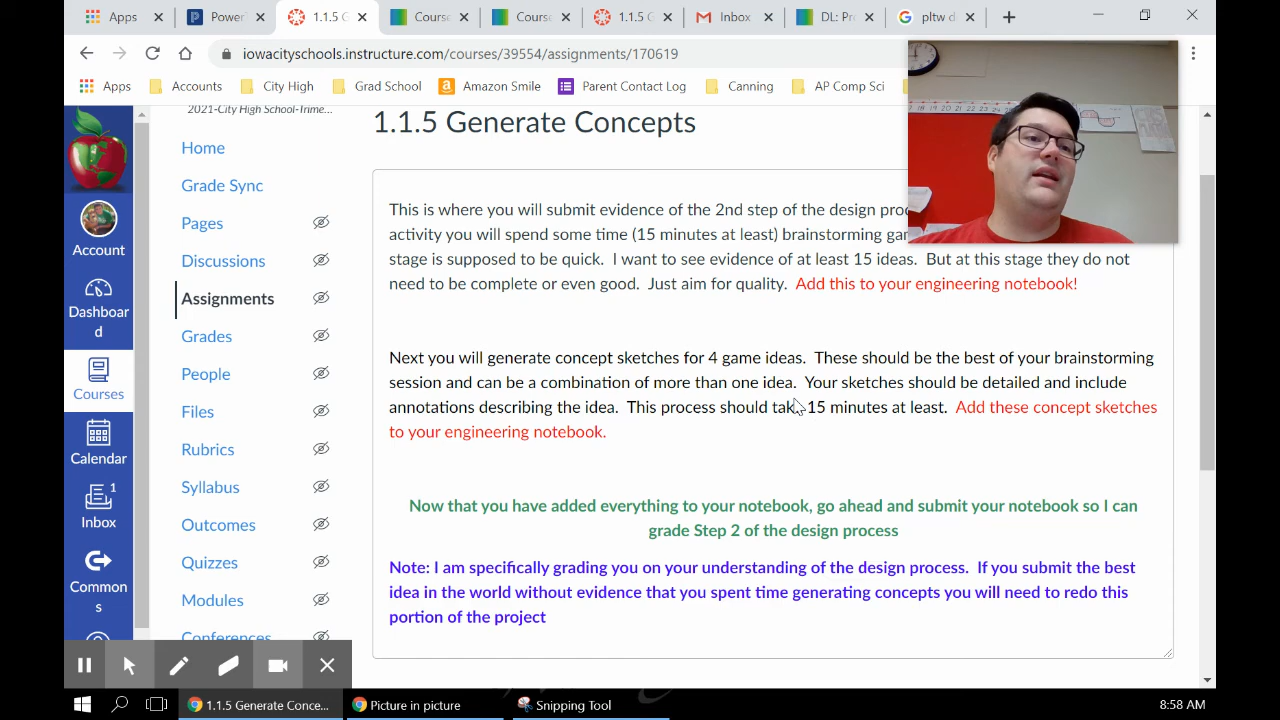 Apps
Power
1.1.5 G
Course
Course
1.1.5 G
Inbox
DL: Pr
pltw d
iowacityschools.instructure.com/courses/39554/assignments/170619
Apps
Accounts
City High
Grad School
Amazon Smile
Parent Contact Log
Canning
AP Comp Sci
2021-City High School-Trime...
Home
Grade Sync
Pages
Discussions
Assignments
Grades
People
Files
Rubrics
Syllabus
Outcomes
Quizzes
Modules
Conferences
Account
Dashboar
d
Courses
Calendar
1
Inbox
Common
s
1.1.5 Generate Concepts
This is where you will submit evidence of the 2nd step of the design
activity you will spend some time (15 minutes at least) brainstorming
stage is supposed to be quick. I want to see evidence of at least 15 ideas. But at this stage they do not
need to be complete or even good. Just aim for quality. Add this to your engineering notebook!
Next you will generate concept sketches for 4 game ideas. These should be the best of your brainstorming
session and can be a combination of more than one idea. Your sketches should be detailed and include
annotations describing the idea. This process should take 15 minutes at least. Add these concept sketches
to your engineering notebook.
Now that you have added everything to your notebook, go ahead and submit your notebook so I can
grade Step 2 of the design process
Note: I am specifically grading you on your understanding of the design process. If you submit the best
idea in the world without evidence that you spent time generating concepts you will need to redo this
portion of the project
1.1.5 Generate Conce...
Picture in picture
Snipping Tool
8:58 AM